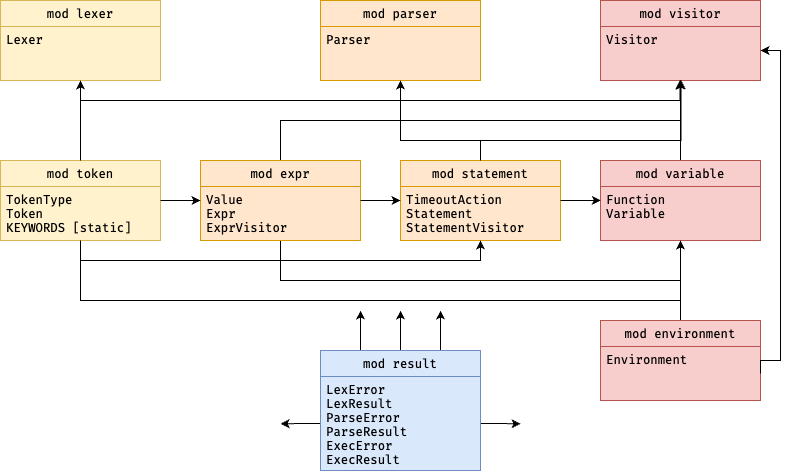 mod lexer
Lexer
mod parser
Parser
mod visitor
Visitor
mod token
TokenType
Token
KEYWORDS [static]
mod expr
Value
Expr
ExprVisitor
mod statement
TimeoutAction
Statement
StatementVisitor
mod variable
Function
Variable
mod result
LexError
LexResult
ParseError
ParseResult
ExecError
ExecResult
mod environment
Environment